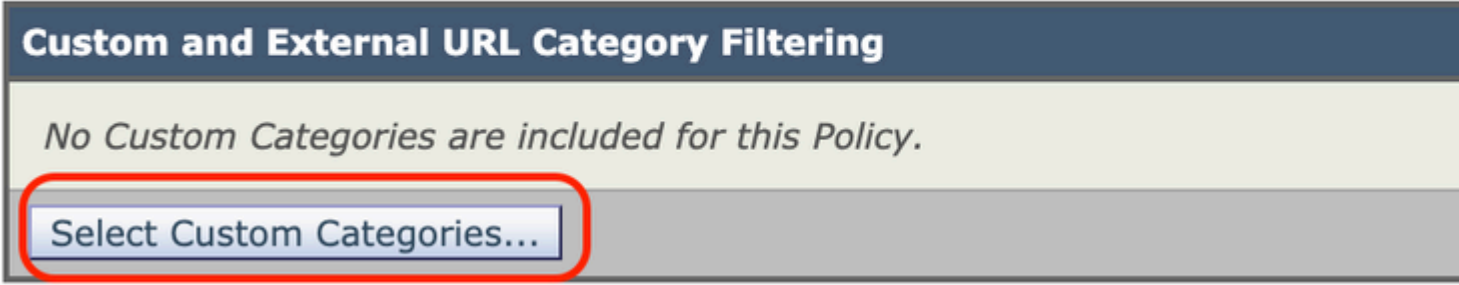 Custom and External URL Category Filtering
No Custom Categories are included for this Policy.
Select Custom Categories...